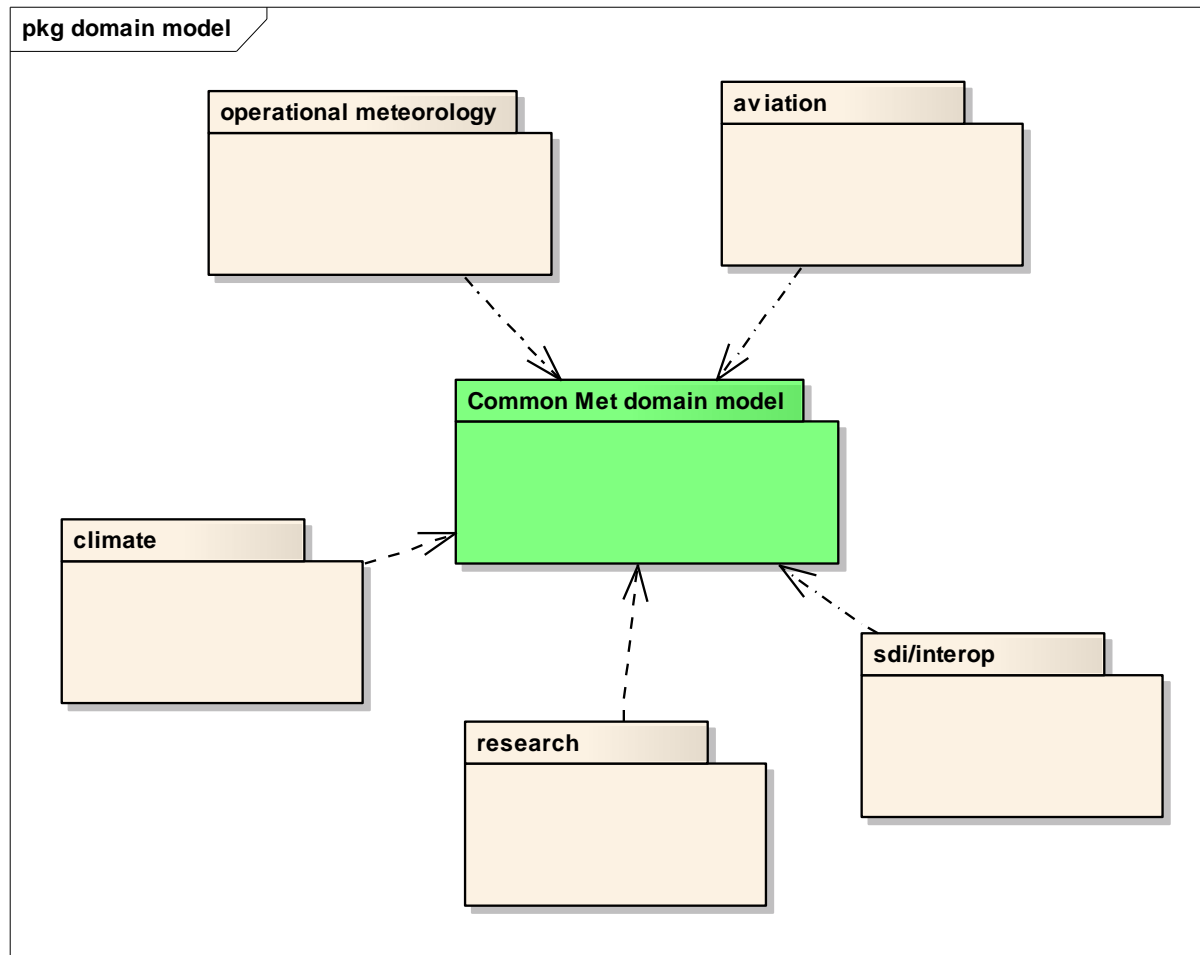 pkg domain model
operational meteorology
aviation
Common Met domain model
climate
sdi/interop
research